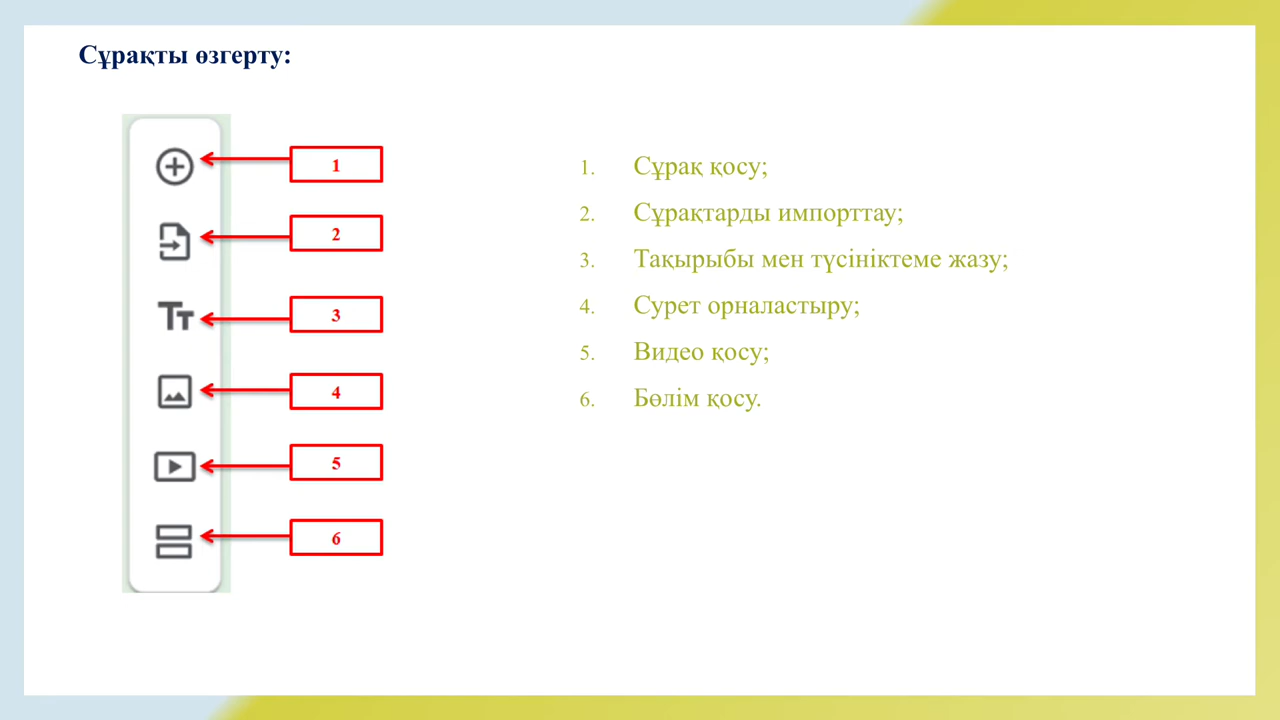 Сұрақты өзгерту:
1
2
3
4
5
6
1. Сұрақ қосу;
2. Сұрақтарды импорттау;
3. Тақырыбы мен түсініктеме жазу;
4. Сурет орналастыру;
5. Видео қосу;
6. Бөлім қосу.